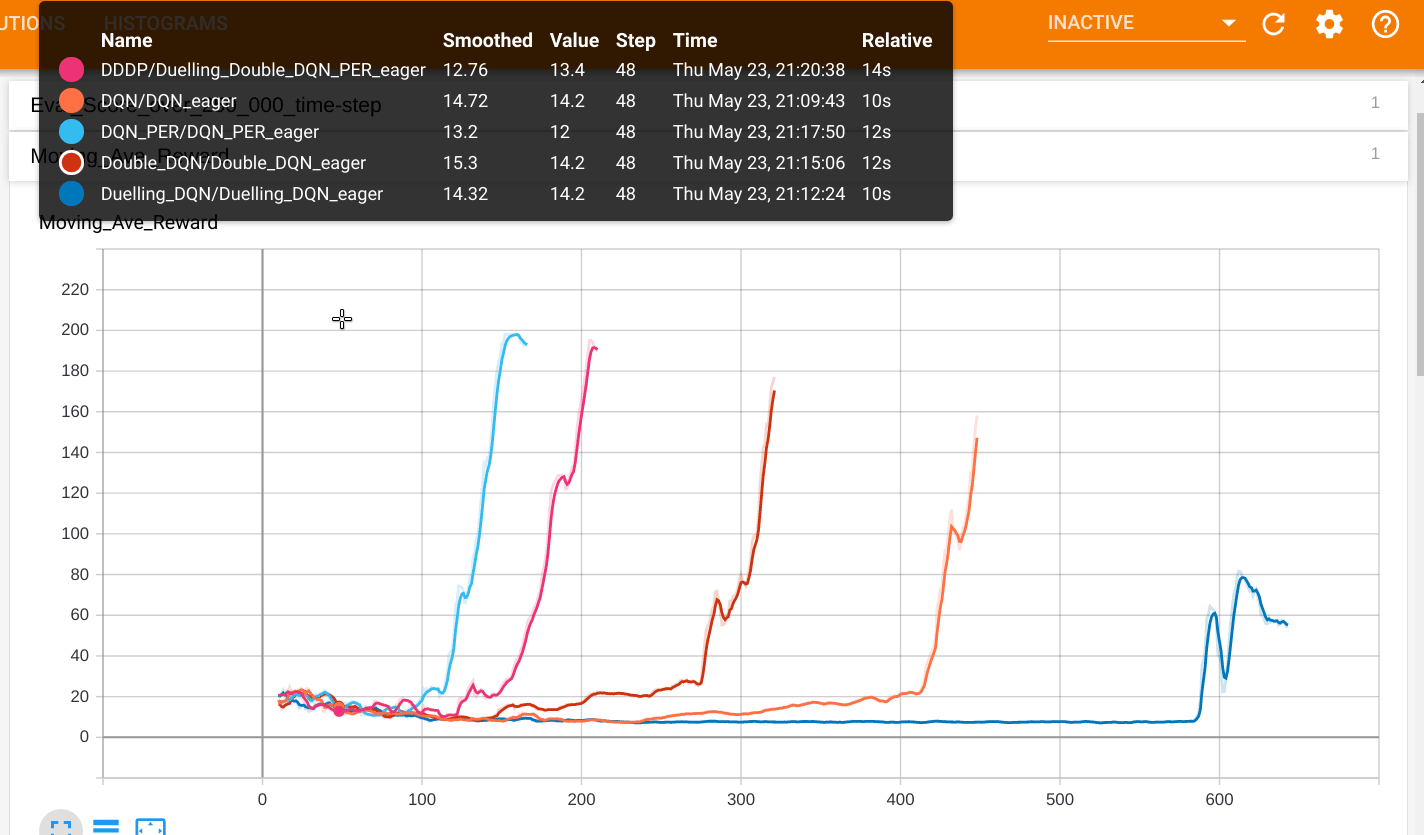 UTIONS HISTOGRAMS INACTIVE
Name Smoothed Value Step Time Relative
DDDP/Duelling_Double_DQN_PER_eager 12.76 13.4 48 Thu May 23, 21:20:38 14s
DQN/DQN_eager 14.72 14.2 48 Thu May 23, 21:09:43 10s
DQN_PER/DQN_PER_eager 13.2 12 48 Thu May 23, 21:17:50 12s
Double_DQN/Double_DQN_eager 15.3 14.2 48 Thu May 23, 21:15:06 12s
Duelling_DQN/Duelling_DQN_eager 14.32 14.2 48 Thu May 23, 21:12:24 10s
1
Moving_Ave_Reward 1
Moving_Ave_Reward
220
200
180
160
140
120
100
80
60
40
20
0
0 100 200 300 400 500 600